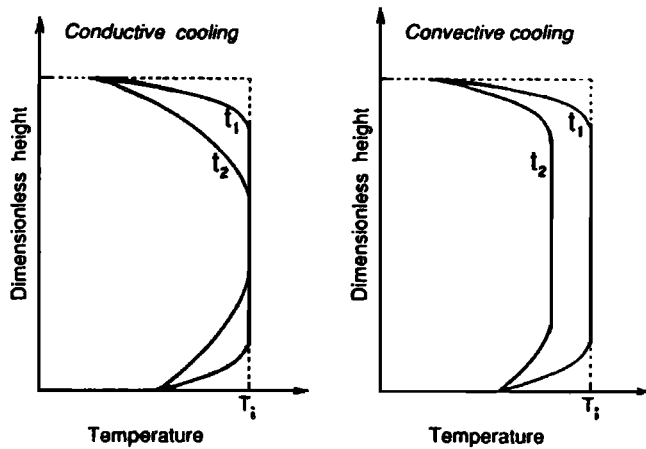 Conductive cooling
Dimensionless height
t₁
t₂
Tᵢ
Temperature
Convective cooling
Dimensionless height
t₁
t₂
Tᵢ
Temperature